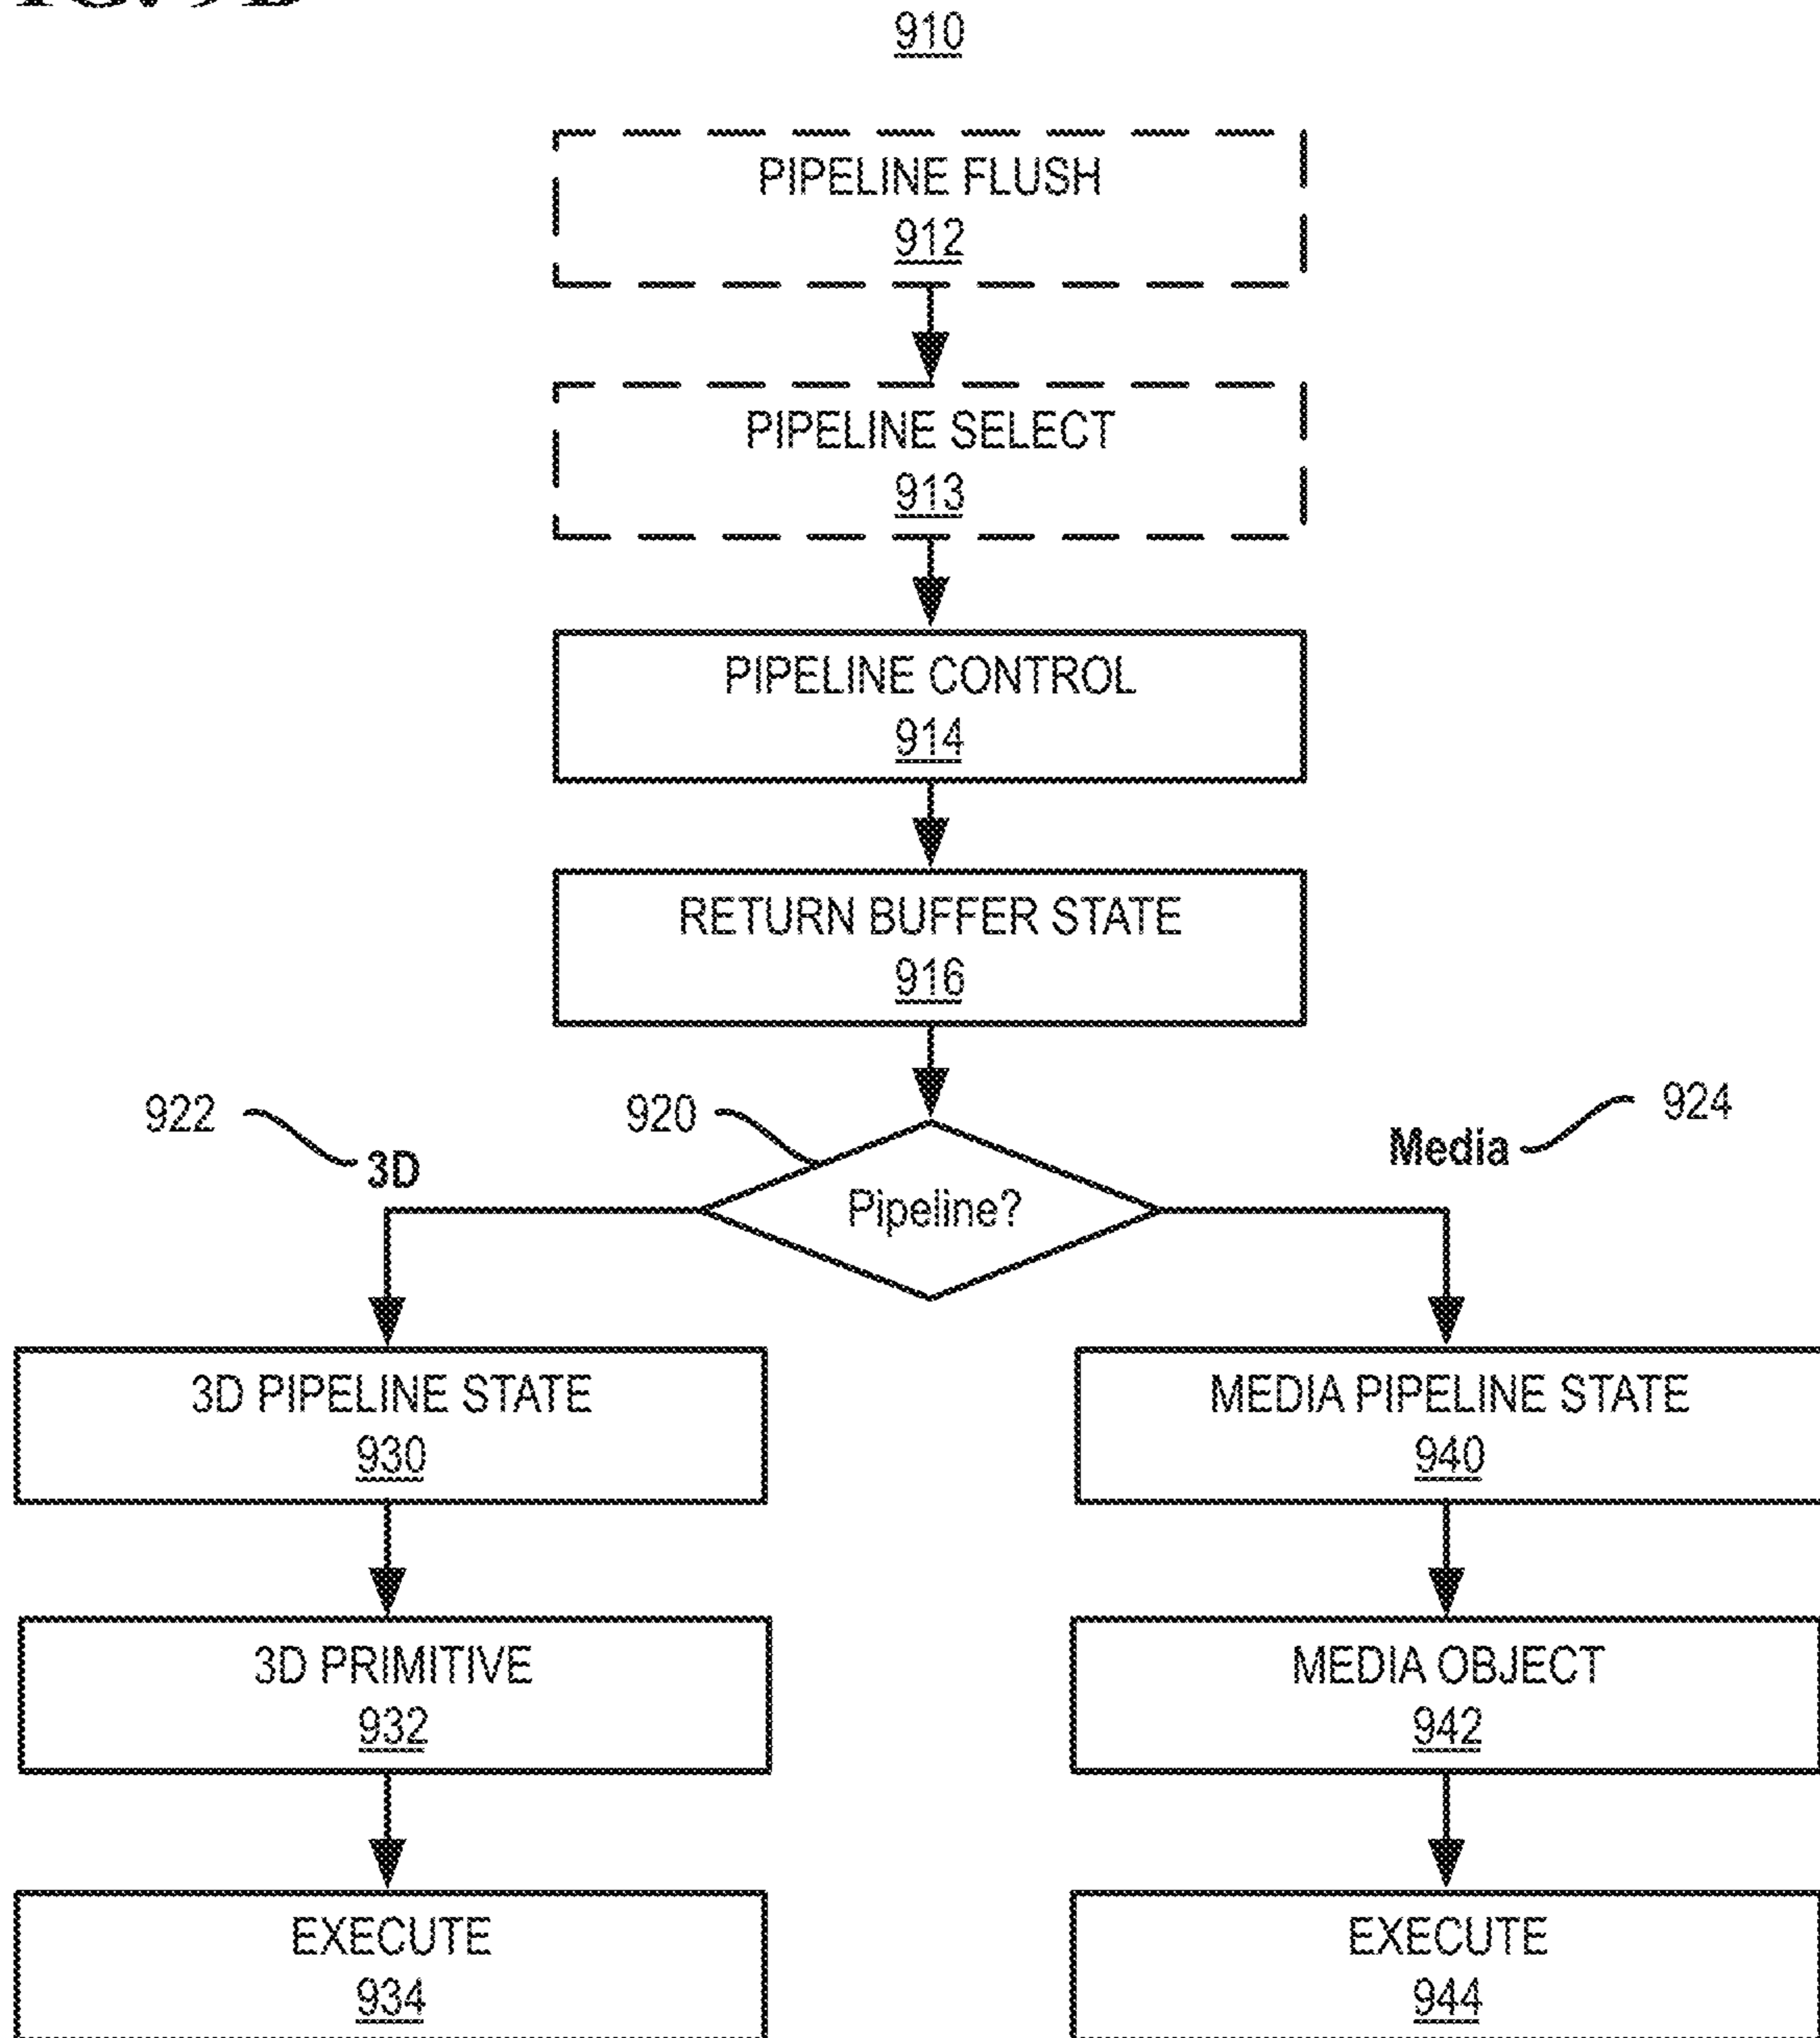 910
PIPELINE FLUSH
912
PIPELINE SELECT
913
PIPELINE CONTROL
914
RETURN BUFFER STATE
916
922
920
924
3D
Media
Pipeline?
3D PIPELINE STATE
930
MEDIA PIPELINE STATE
940
3D PRIMITIVE
932
MEDIA OBJECT
942
EXECUTE
934
EXECUTE
944